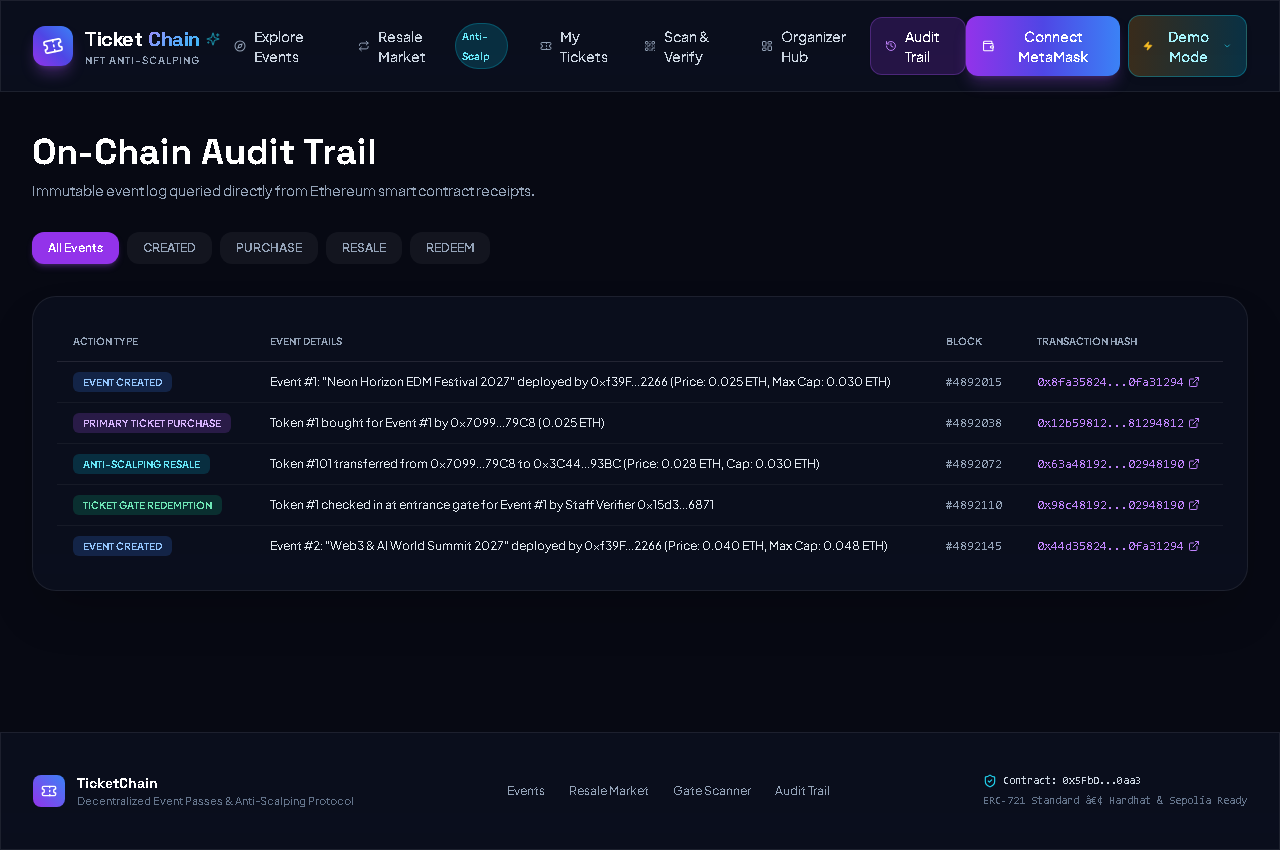 Ticket Chain
NFT ANTI-SCALPING
Explore
Events
Resale
Market
Anti-
Scalp
My
Tickets
Scan &
Verify
Organizer
Hub
Audit
Trail
Connect
MetaMask
Demo
Mode
On-Chain Audit Trail
Immutable event log queried directly from Ethereum smart contract receipts.
All Events
CREATED
PURCHASE
RESALE
REDEEM
ACTION TYPE EVENT DETAILS BLOCK TRANSACTION HASH
EVENT CREATED Event #1: "Neon Horizon EDM Festival 2027" deployed by 0xf39F...2266 (Price: 0.025 ETH, Max Cap: 0.030 ETH) #4892015 0x8fa35824...0fa31294
PRIMARY TICKET PURCHASE Token #1 bought for Event #1 by 0x7099...79C8 (0.025 ETH) #4892038 0x12b59812...81294812
ANTI-SCALPING RESALE Token #101 transferred from 0x7099...79C8 to 0x3C44...93BC (Price: 0.028 ETH, Cap: 0.030 ETH) #4892072 0x63a48192...02948190
TICKET GATE REDEMPTION Token #1 checked in at entrance gate for Event #1 by Staff Verifier 0x15d3...6871 #4892110 0x98c48192...02948190
EVENT CREATED Event #2: "Web3 & AI World Summit 2027" deployed by 0xf39F...2266 (Price: 0.040 ETH, Max Cap: 0.048 ETH) #4892145 0x44d35824...0fa31294
TicketChain
Decentralized Event Passes & Anti-Scalping Protocol
Events
Resale Market
Gate Scanner
Audit Trail
Contract: 0x5FbD...0aa3
ERC-721 Standard â€¢ Hardhat & Sepolia Ready